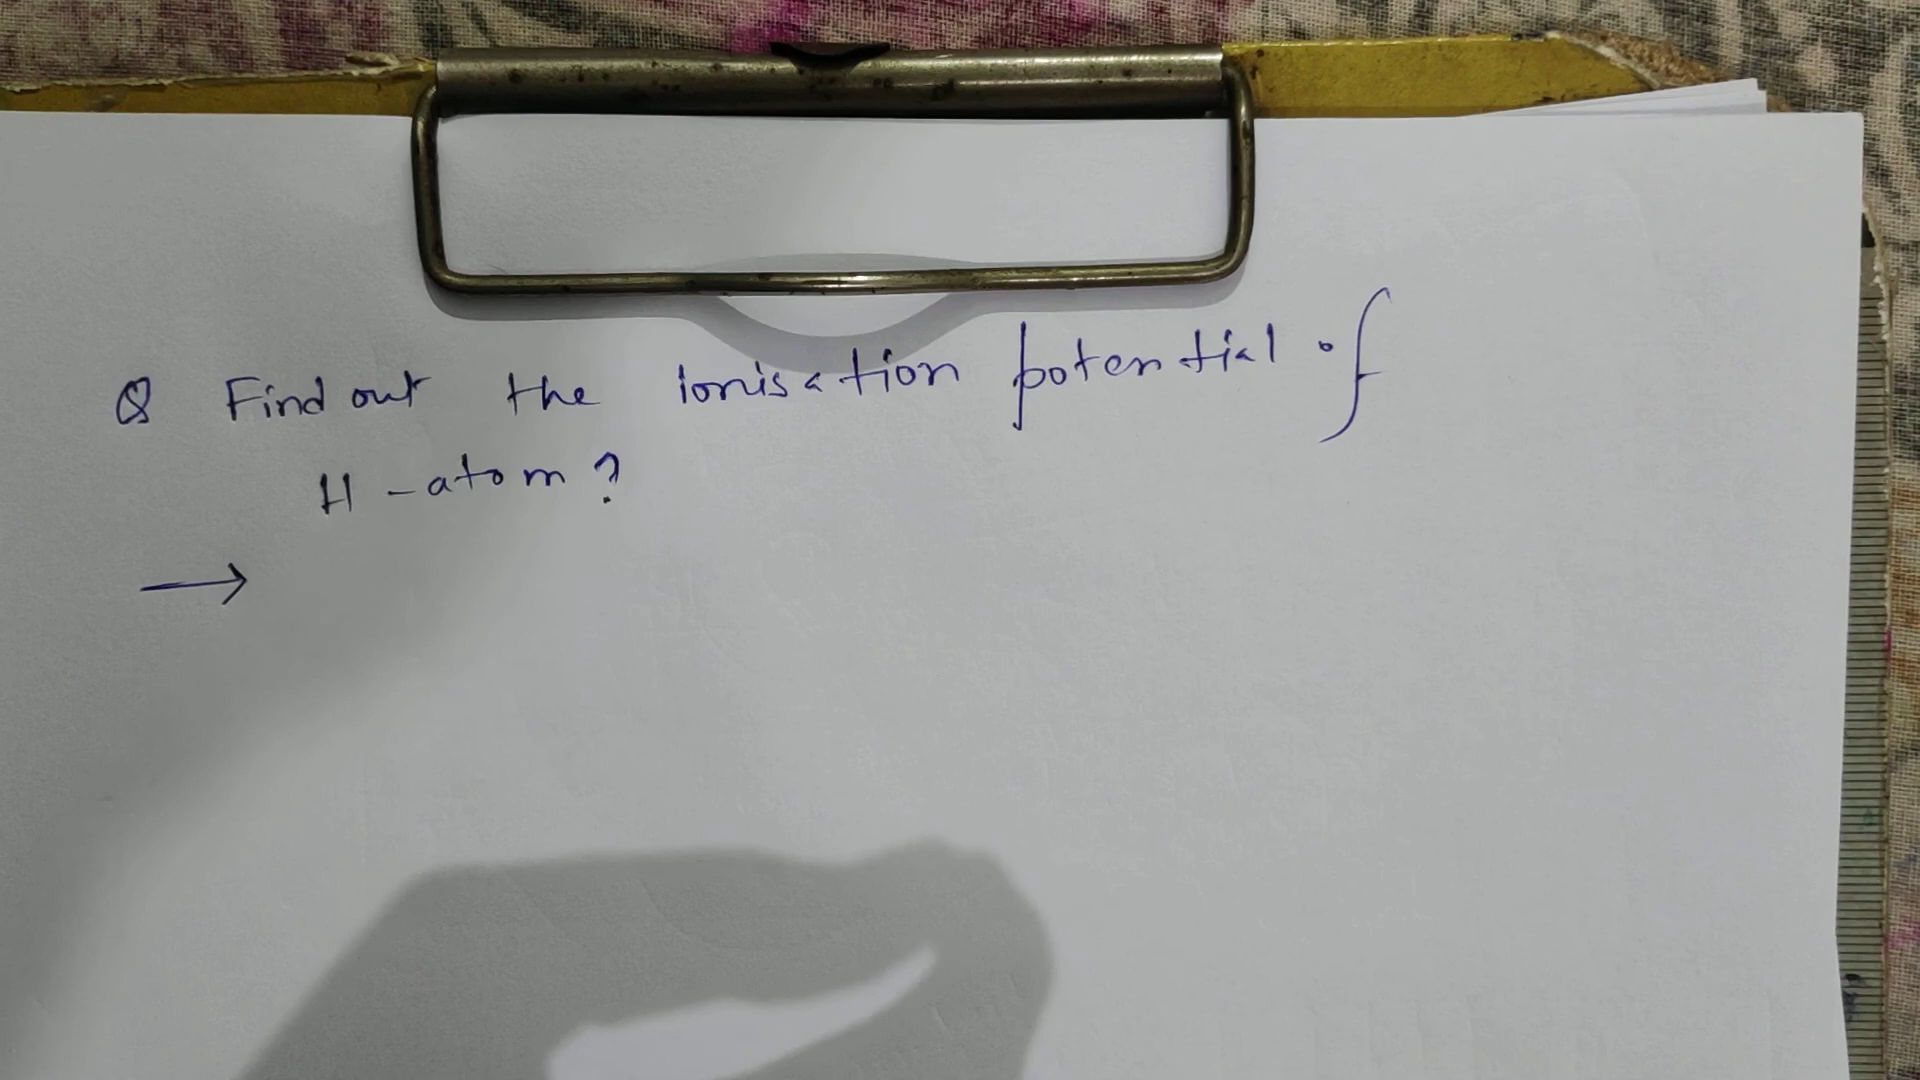 Q Find out the ionisation potential of
H - atom ?
→